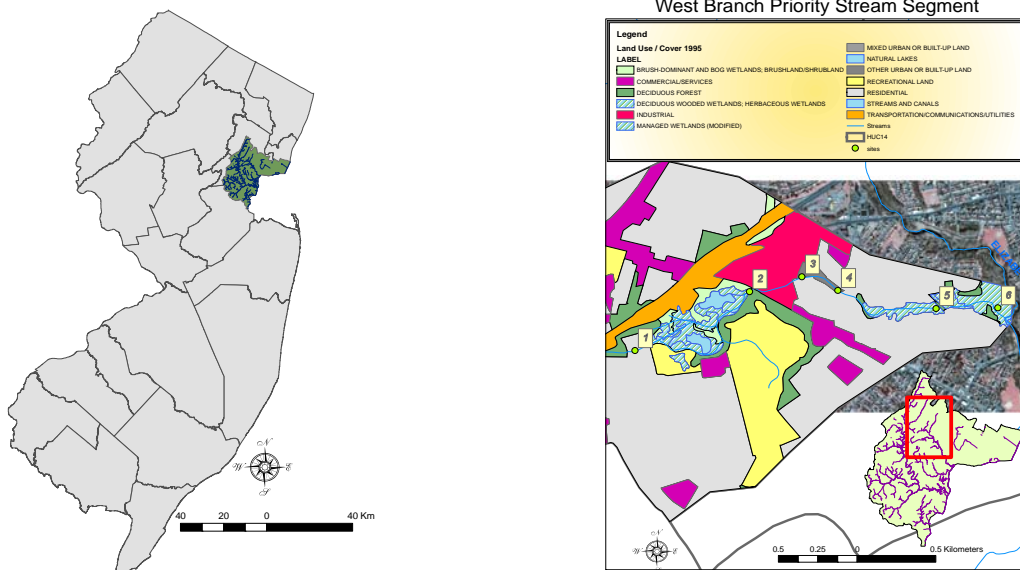 West Branch Priority Stream Segment
Legend
Land Use / Cover 1995
LABEL
BRUSH-DOMINANT AND BOG WETLANDS; BRUSHLAND/SHRUBLAND
COMMERCIAL/SERVICES
DECIDUOUS FOREST
DECIDUOUS WOODED WETLANDS; HERBACEOUS WETLANDS
INDUSTRIAL
MANAGED WETLANDS (MODIFIED)
MIXED URBAN OR BUILT-UP LAND
NATURAL LAKES
OTHER URBAN OR BUILT-UP LAND
RECREATIONAL LAND
RESIDENTIAL
STREAMS AND CANALS
TRANSPORTATION/COMMUNICATIONS/UTILITIES
Streams
HUC14
sites
1
2
3
4
5
6
N
W E
S
40 20 0 40 Km
N
W E
S
0.5 0.25 0 0.5 Kilometers